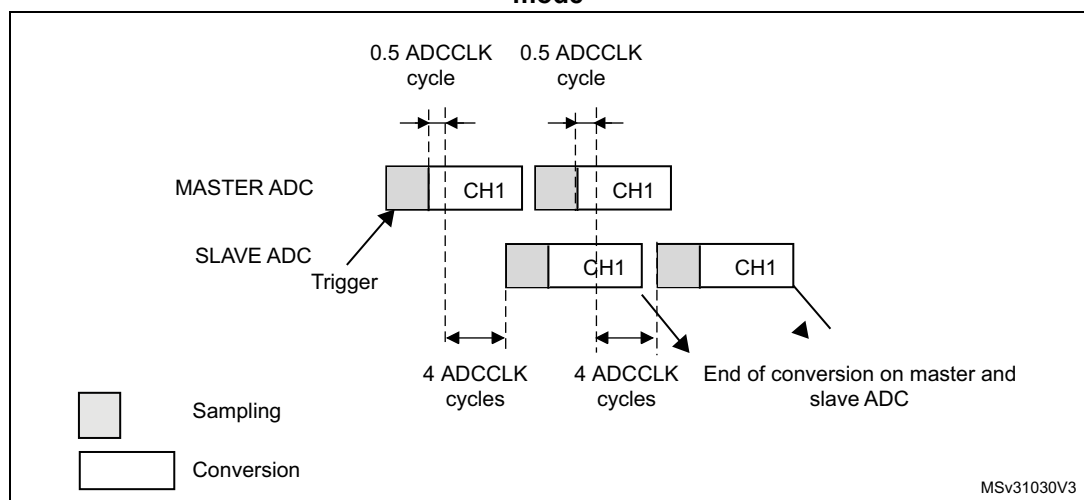 mode
0.5 ADCCLK
cycle
0.5 ADCCLK
cycle
MASTER ADC
CH1
CH1
SLAVE ADC
CH1
CH1
Trigger
4 ADCCLK
cycles
4 ADCCLK
cycles
End of conversion on master and
slave ADC
Sampling
Conversion
MSv31030V3